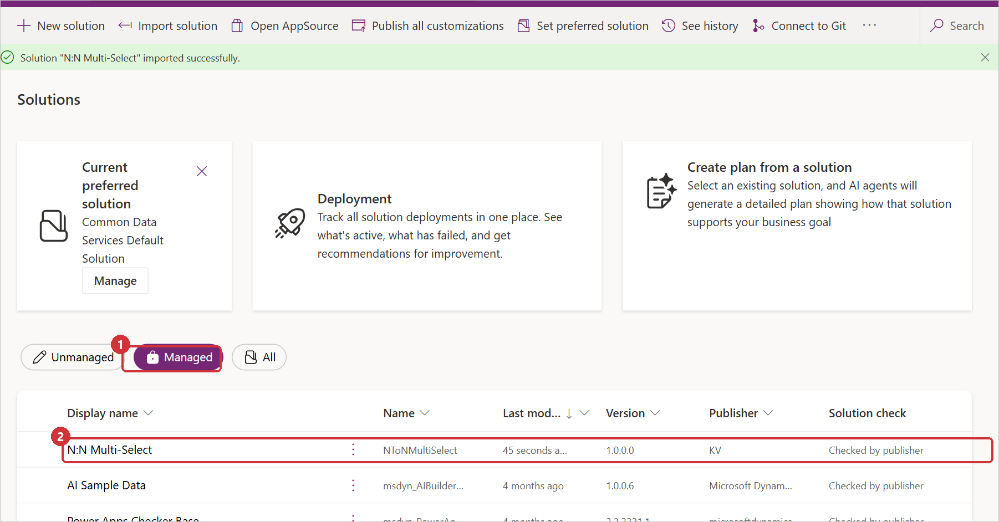 New solution Import solution Open AppSource Publish all customizations Set preferred solution See history Connect to Git ··· Search
Solution "N:N Multi-Select" imported successfully.
Solutions
Current
preferred
solution
Common Data
Services Default
Solution
Manage
Deployment
Track all solution deployments in one place. See
what's active, what has failed, and get
recommendations for improvement.
Create plan from a solution
Select an existing solution, and AI agents will
generate a detailed plan showing how that solution
supports your business goal
Unmanaged 1 Managed All
Display name Name Last mod... Version Publisher Solution check
2
N:N Multi-Select NToNMultiSelect 45 seconds a... 1.0.0.0 KV Checked by publisher
AI Sample Data msdyn_AIBuilder... 4 months ago 1.0.0.6 Microsoft Dynam... Checked by publisher
Power Apps Checker Base msdyn_PowerAp... 4 months ago 2.2.3321.1 microsoftdynamics Checked by publisher